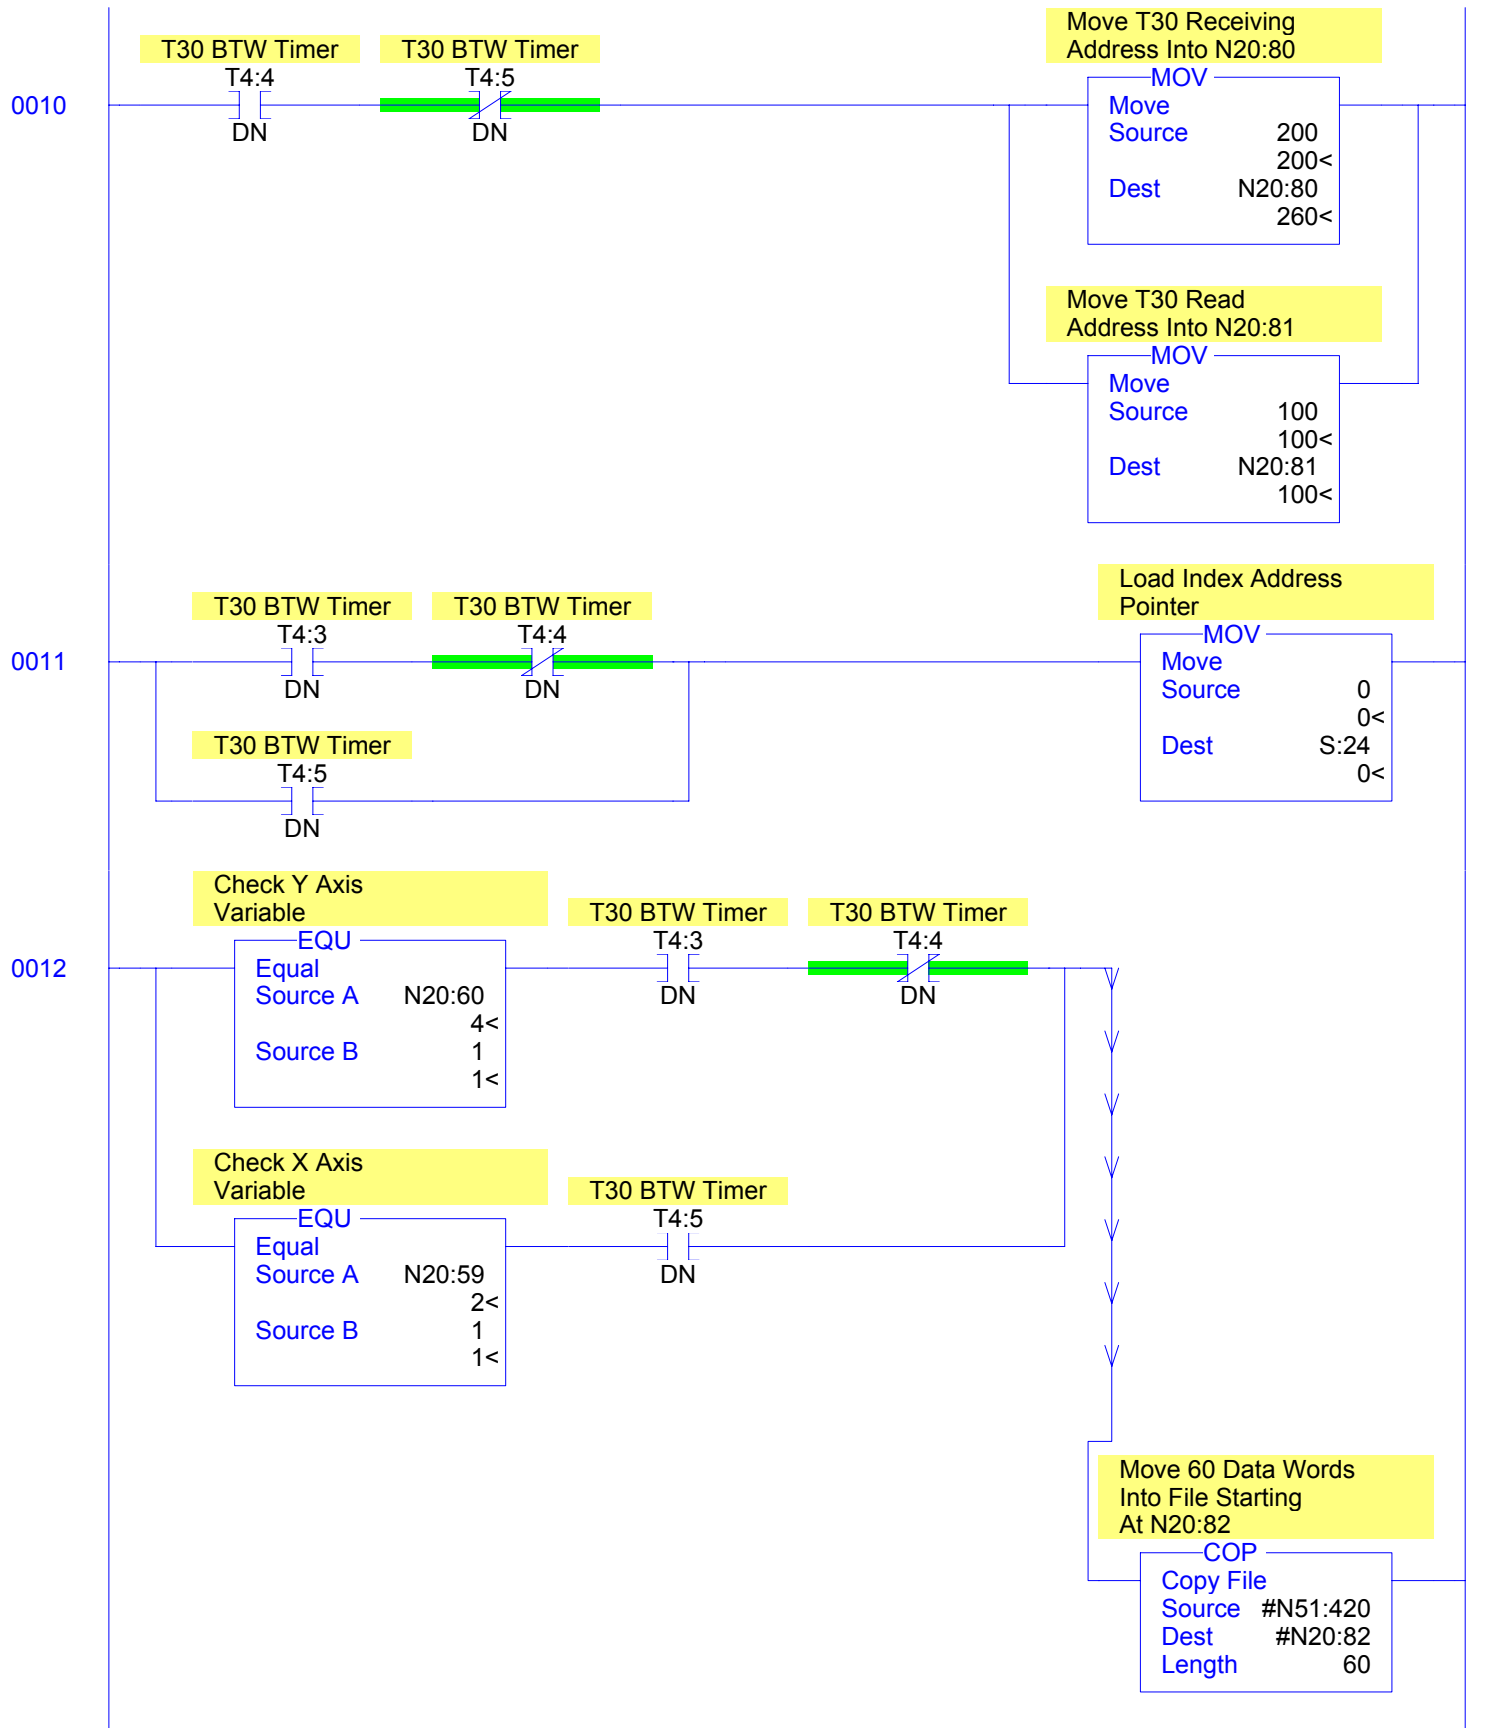 Move T30 Receiving
Address Into N20:80
T30 BTW Timer
T30 BTW Timer
T4:4
T4:5
MOV
0010
DN
DN
Move
Source 200
200<
Dest N20:80
260<
Move T30 Read
Address Into N20:81
MOV
Move
Source 100
100<
Dest N20:81
100<
Load Index Address
Pointer
T30 BTW Timer
T30 BTW Timer
T4:3
T4:4
MOV
0011
DN
DN
Move
Source 0
0<
Dest S:24
0<
T30 BTW Timer
T4:5
DN
Check Y Axis
Variable
T30 BTW Timer
T30 BTW Timer
EQU
T4:3
T4:4
0012
Equal
DN
DN
Source A N20:60
4<
Source B 1
1<
Check X Axis
Variable
T30 BTW Timer
EQU
T4:5
Equal
DN
Source A N20:59
2<
Source B 1
1<
Move 60 Data Words
Into File Starting
At N20:82
COP
Copy File
Source #N51:420
Dest #N20:82
Length 60